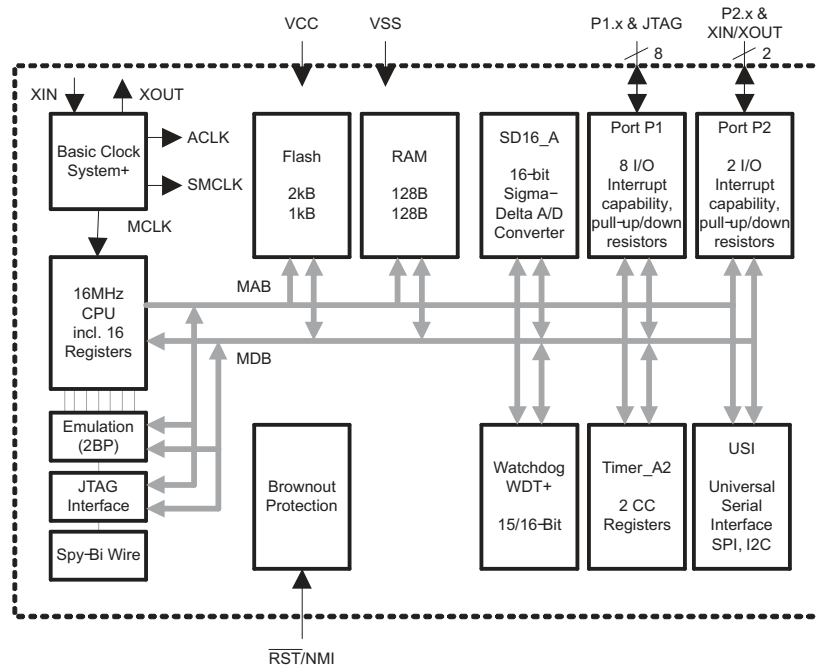 VCC
VSS
P1.x & JTAG
8
P2.x &
XIN/XOUT
2
XIN
XOUT
Basic Clock
System+
ACLK
SMCLK
MCLK
Flash
2kB
1kB
RAM
128B
128B
SD16_A
16-bit
Sigma-
Delta A/D
Converter
Port P1
8 I/O
Interrupt
capability,
pull-up/down
resistors
Port P2
2 I/O
Interrupt
capability,
pull-up/down
resistors
16MHz
CPU
incl. 16
Registers
MAB
MDB
Emulation
(2BP)
JTAG
Interface
Spy-Bi Wire
Brownout
Protection
Watchdog
WDT+
15/16-Bit
Timer_A2
2 CC
Registers
USI
Universal
Serial
Interface
SPI, I2C
RST/NMI